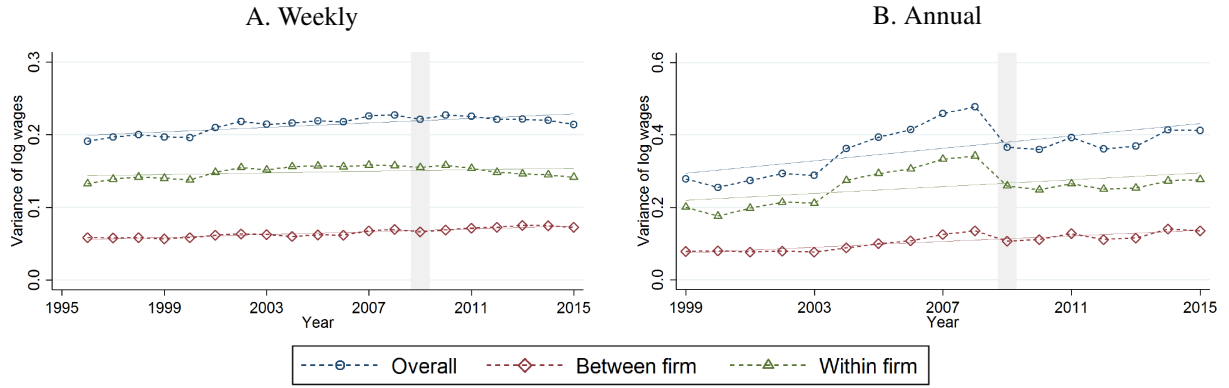 A. Weekly
Variance of log wages
0.3
0.2
0.1
0.0
1995 1999 2003 2007 2011 2015
Year
B. Annual
Variance of log wages
0.6
0.4
0.2
0.0
1999 2003 2007 2011 2015
Year
Overall Between firm Within firm